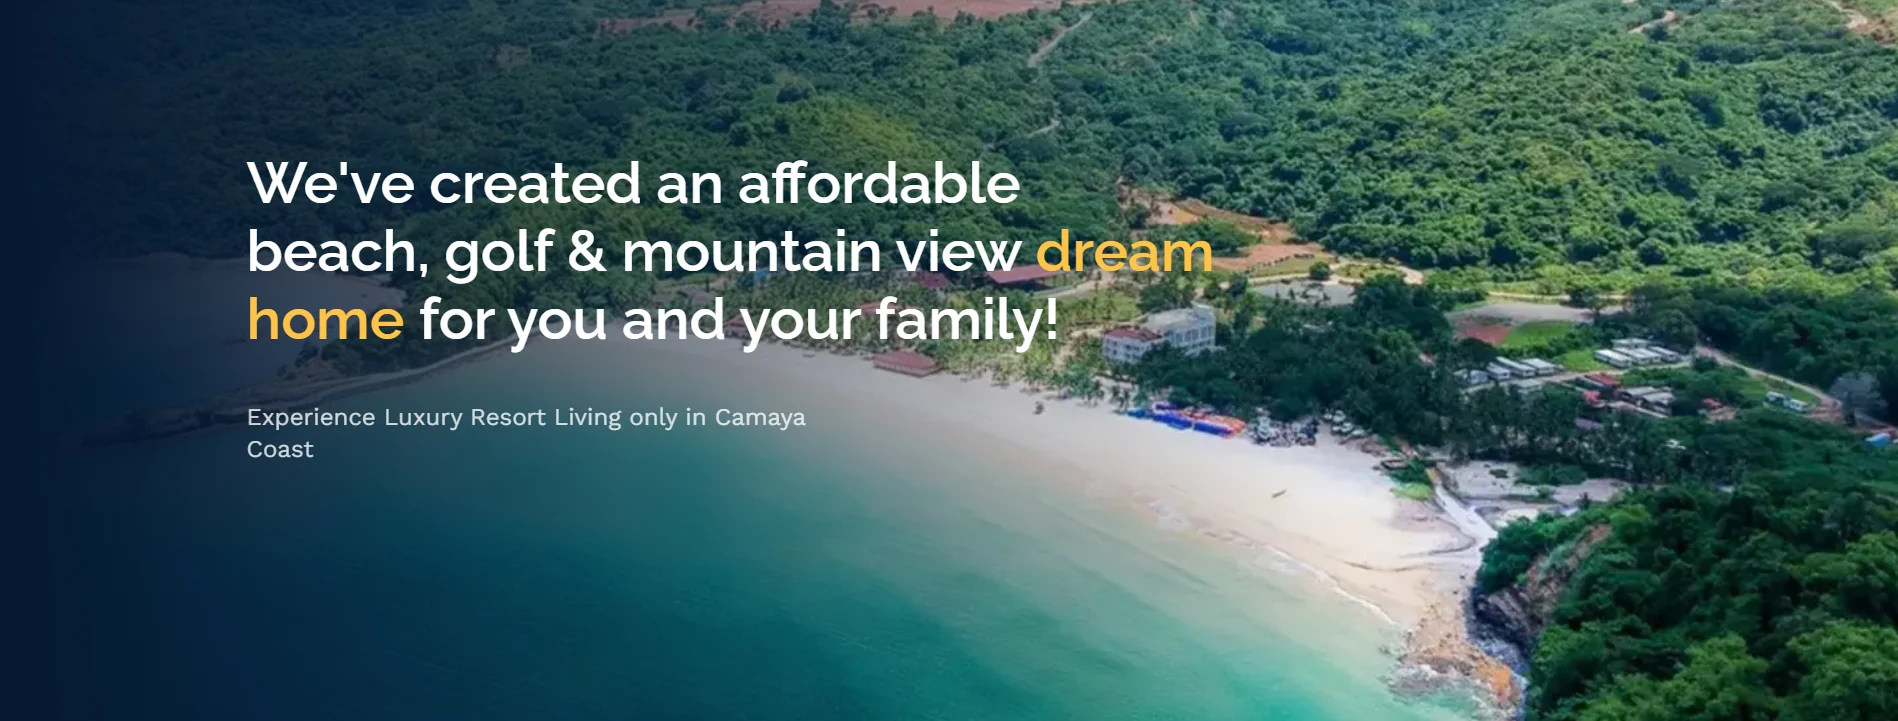 We've created an affordable
beach, golf & mountain view dream
home for you and your family!
Experience Luxury Resort Living only in Camaya
Coast